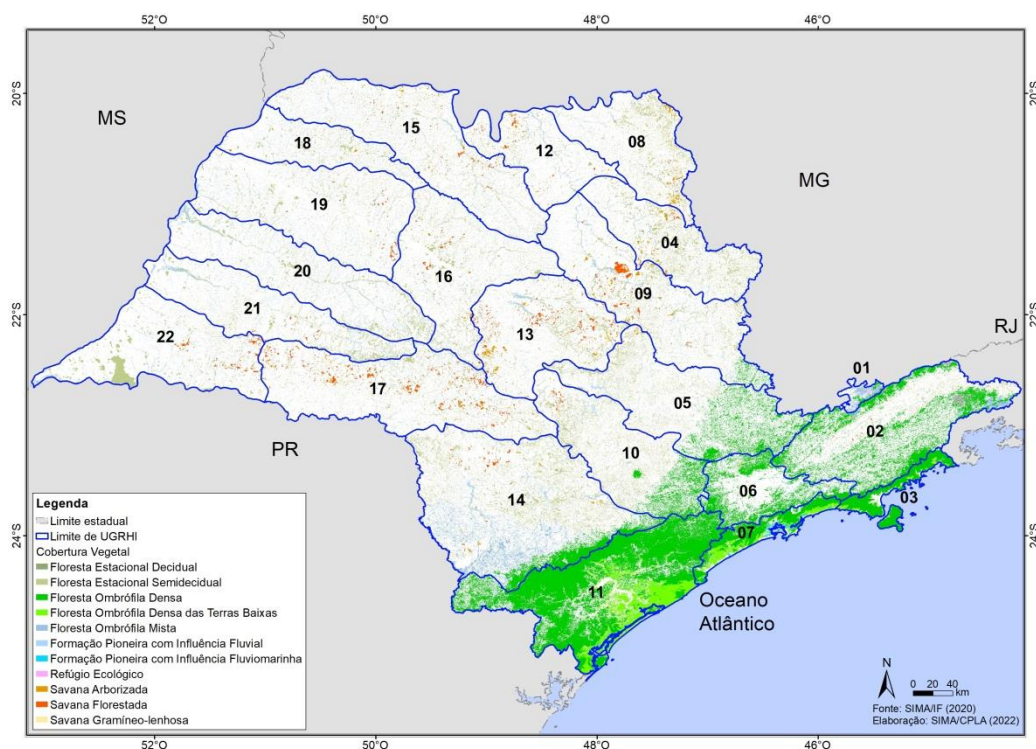 52°W 50°W 48°W 46°W
20°S 20°S
MS
15
18
12
08
MG
19
04
20
16
09
22°S 22°S
21
13
22
RJ
01
17
05
02
PR
10
06
03
14
07
24°S 24°S
11
Oceano
Atlântico
Legenda
Limite estadual
Limite de UGRHI
Cobertura Vegetal
Floresta Estacional Decidual
Floresta Estacional Semidecidual
Floresta Ombrófila Densa
Floresta Ombrófila Densa das Terras Baixas
Floresta Ombrófila Mista
Formação Pioneira com Influência Fluvial
Formação Pioneira com Influência Fluviomarinha
Refúgio Ecológico
Savana Arborizada
Savana Florestada
Savana Gramíneo-lenhosa
N
0 20 40
km
Fonte: SIMA/IF (2020)
Elaboração: SIMA/CPLA (2022)
52°W 50°W 48°W 46°W